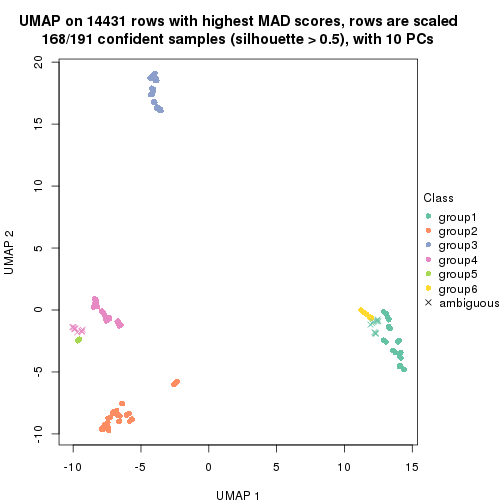 UMAP on 14431 rows with highest MAD scores, rows are scaled
168/191 confident samples (silhouette > 0.5), with 10 PCs
20
15
10
5
0
-5
-10
UMAP 2
-10
-5
0
5
10
15
UMAP 1
Class
group1
group2
group3
group4
group5
group6
ambiguous